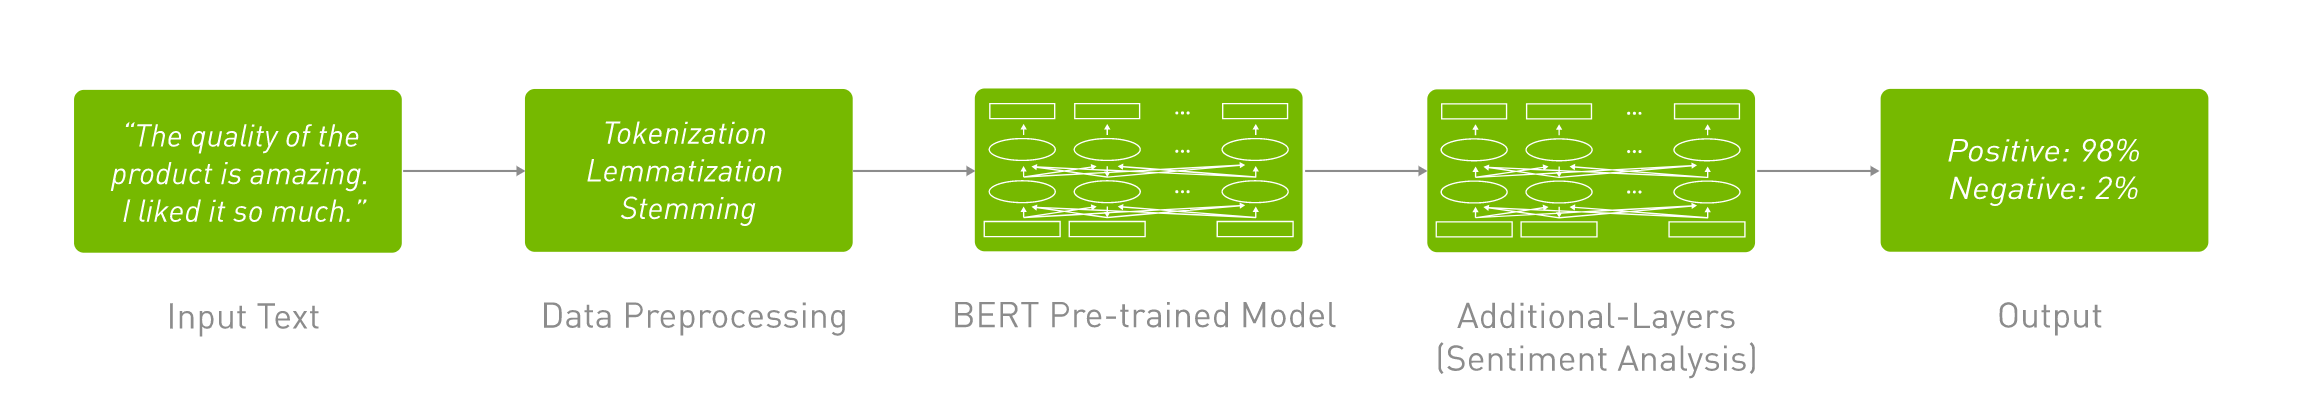 “The quality of the
product is amazing.
I liked it so much.”
Input Text
Tokenization
Lemmatization
Stemming
Data Preprocessing
...
...
...
BERT Pre-trained Model
...
...
...
Additional-Layers
(Sentiment Analysis)
Positive: 98%
Negative: 2%
Output